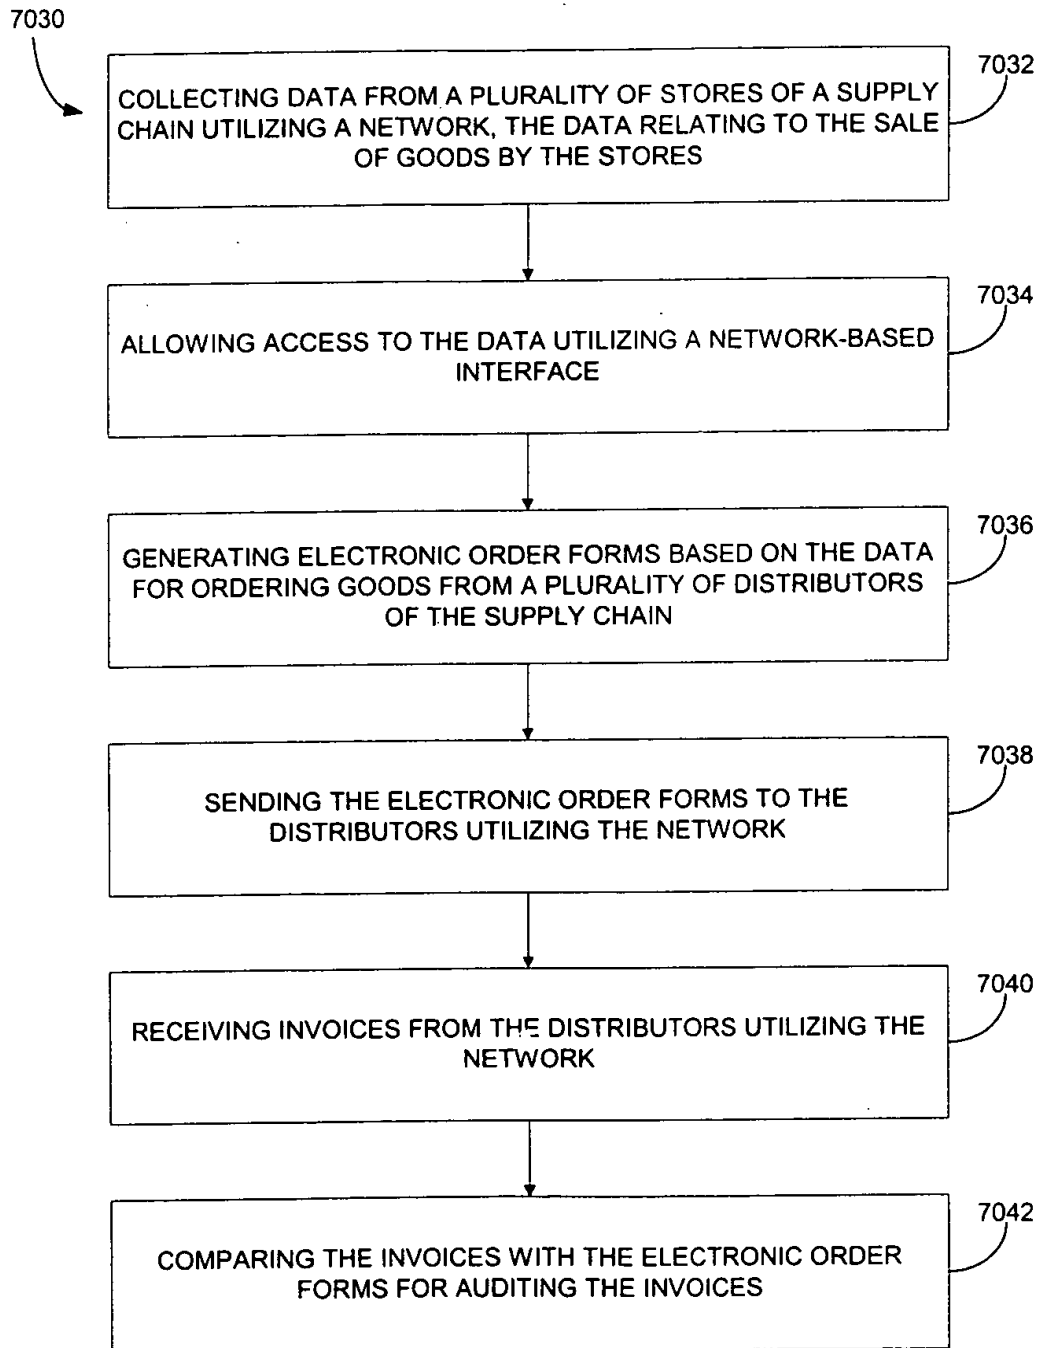 7030
7032
COLLECTING DATA FROM A PLURALITY OF STORES OF A SUPPLY
CHAIN UTILIZING A NETWORK, THE DATA RELATING TO THE SALE
OF GOODS BY THE STORES
7034
ALLOWING ACCESS TO THE DATA UTILIZING A NETWORK-BASED
INTERFACE
7036
GENERATING ELECTRONIC ORDER FORMS BASED ON THE DATA
FOR ORDERING GOODS FROM A PLURALITY OF DISTRIBUTORS
OF THE SUPPLY CHAIN
7038
SENDING THE ELECTRONIC ORDER FORMS TO THE
DISTRIBUTORS UTILIZING THE NETWORK
7040
RECEIVING INVOICES FROM THE DISTRIBUTORS UTILIZING THE
NETWORK
7042
COMPARING THE INVOICES WITH THE ELECTRONIC ORDER
FORMS FOR AUDITING THE INVOICES